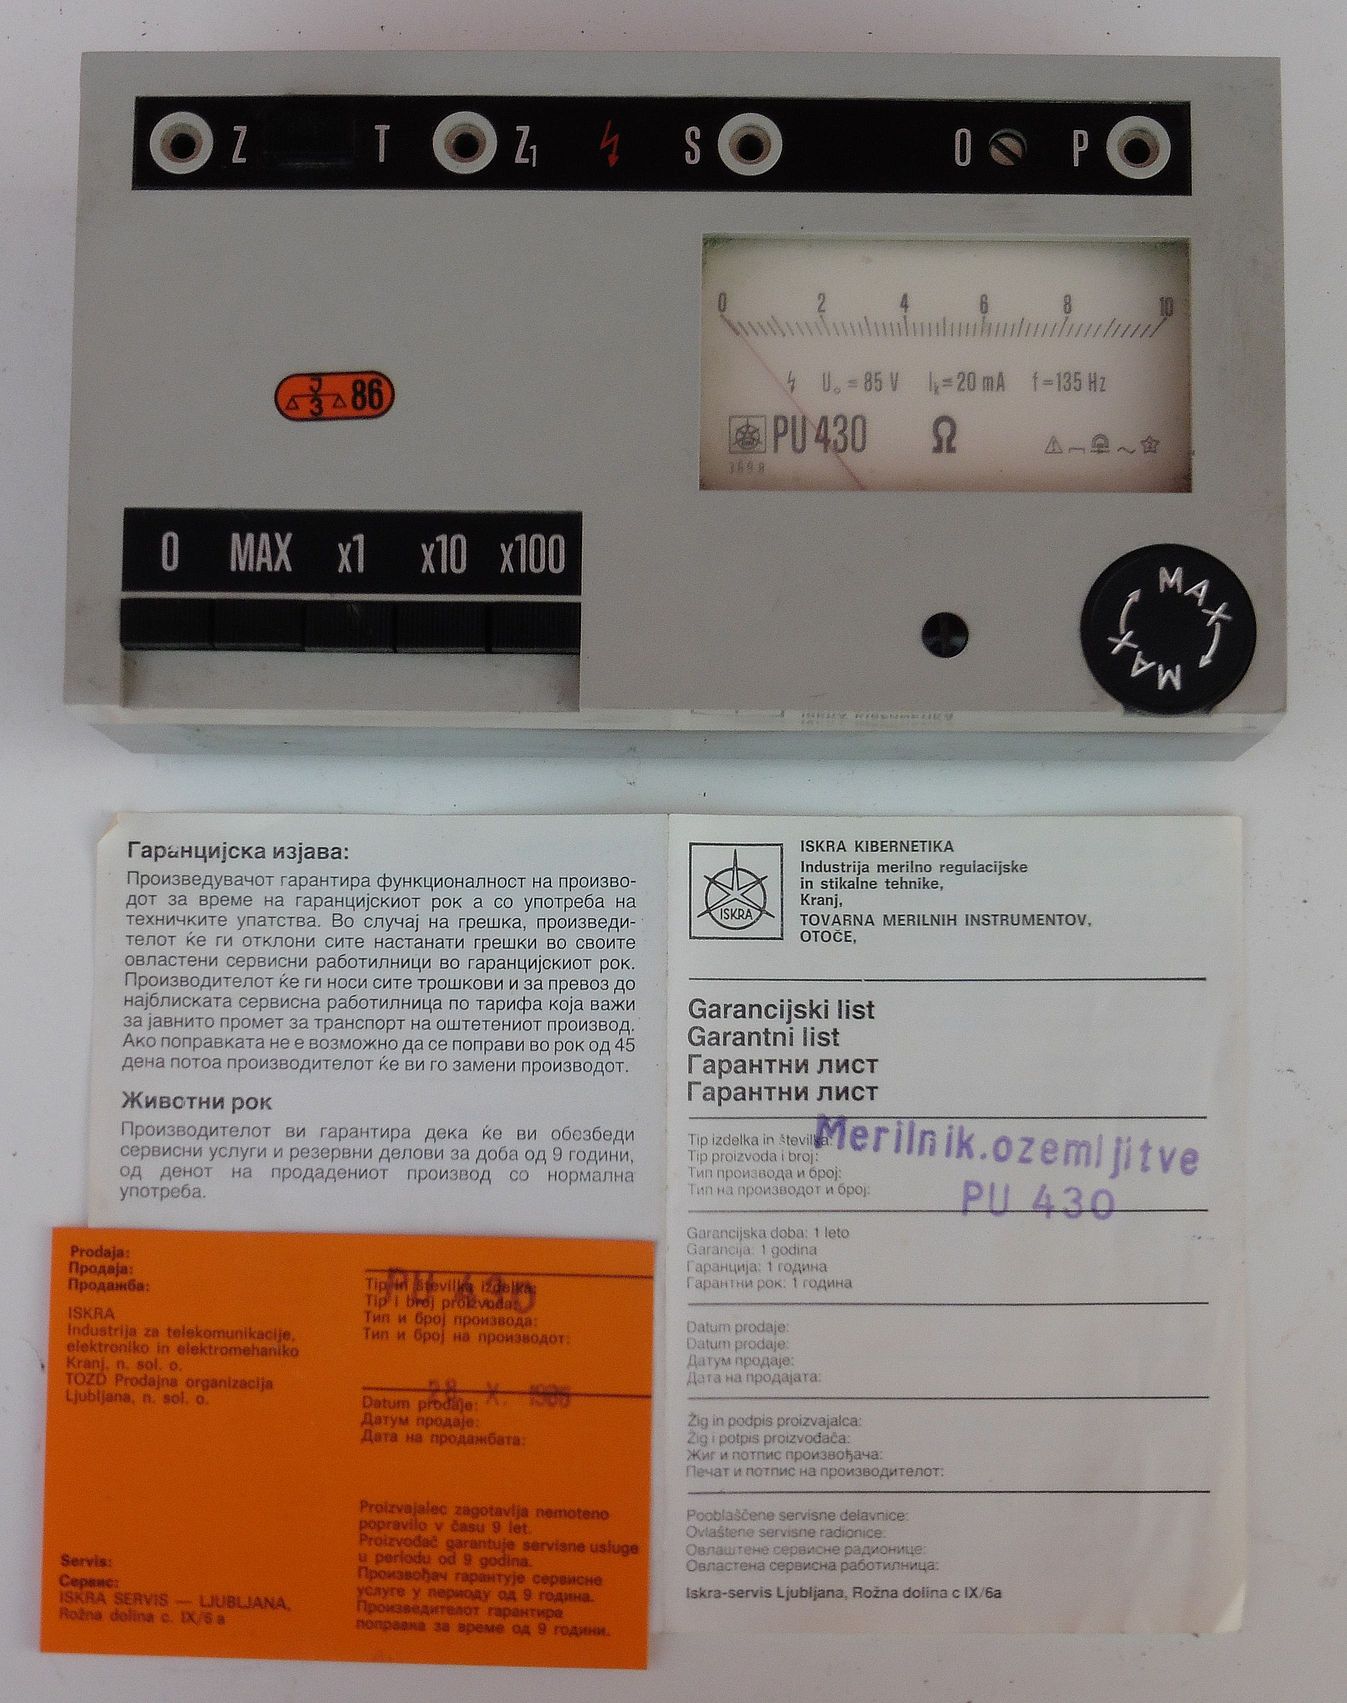 Z T Z1 S O P
0 2 4 6 8 10
U₀ = 85 V Iₖ=20 mA f=135 Hz
PU 430 Ω
J 3 86
0 MAX x1 x10 x100
MAX
MAX
Гаранцијска изјава:
Произведувачот гарантира функционалност на произво-
дот за време на гаранцијскиот рок а со употреба на
техничките упатства. Во случај на грешка, произведи-
телот ќе ги отклони сите настанати грешки во своите
овластени сервисни работилници во гаранцијскиот рок.
Производителот ќе ги носи сите трошкови и за превоз до
најблиската сервисна работилница по тарифа која важи
за јавнито промет за транспорт на оштетениот производ.
Ако поправката не е возможно да се поправи во рок од 45
дена потоа производителот ќе ви го замени производот.
Животни рок
Производителот ви гарантира дека ќе ви обезбеди
сервисни услуги и резервни делови за доба од 9 години,
од денот на продадениот производ со нормална
употреба.
ISKRA
ISKRA KIBERNETIKA
Industrija merilno regulacijske
in stikalne tehnike,
Kranj,
TOVARNA MERILNIH INSTRUMENTOV,
OTOČE,
Garancijski list
Garantni list
Гарантни лист
Гарантни лист
Tip izdelka in številka:
Tip proizvoda i broj:
Тип производа и број:
Тип на производот и број:
Merilnik.ozemljitve
PU 430
Garancijska doba: 1 leto
Garancija: 1 godina
Гаранција: 1 година
Гарантни рок: 1 година
Datum prodaje:
Datum prodaje:
Датум продаје:
Дата на продајата:
Žig in podpis proizvajalca:
Žig i potpis proizvođača:
Жиг и потпис произвођача:
Печат и потпис на производителот:
Pooblaščene servisne delavnice:
Ovlaštene servisne radionice:
Овлаштене сервисне радионице:
Овластена сервисна работилница:
Iskra-servis Ljubljana, Rožna dolina c IX/6a
Prodaja:
Продаја:
Продажба:
ISKRA
Industrija za telekomunikacije,
elektroniko in elektromehaniko
Kranj, n. sol. o.
TOZD Prodajna organizacija
Ljubljana, n. sol. o.
Servis:
Сервис:
ISKRA SERVIS — LJUBLJANA,
Rožna dolina c. IX/6 a
PU 430
Tip in številka izdelka:
Tip i broj proizvoda:
Тип и број производа:
Тип и број на производот:
28. X. 1986
Datum prodaje:
Датум продаје:
Дата на продажбата:
Proizvajalec zagotavlja nemoteno
popravilo v času 9 let.
Proizvođač garantuje servisne usluge
u periodu od 9 godina.
Произвођач гарантује сервисне
услуге у периоду од 9 година.
Производителот гарантира
поправка за време од 9 години.